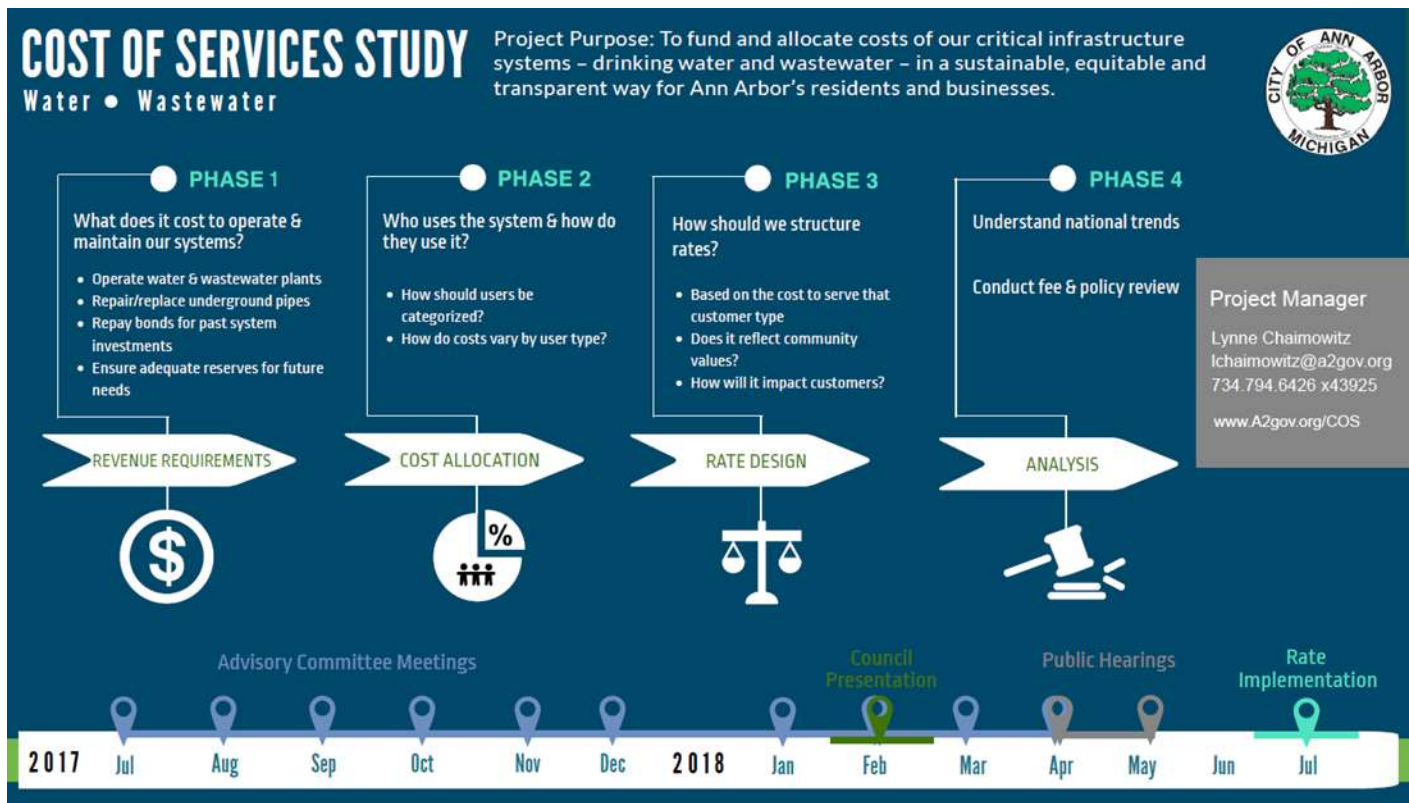 COST OF SERVICES STUDY
Water • Wastewater
Project Purpose: To fund and allocate costs of our critical infrastructure
systems – drinking water and wastewater – in a sustainable, equitable and
transparent way for Ann Arbor's residents and businesses.
CITY OF ANN ARBOR
MICHIGAN
PHASE 1
What does it cost to operate &
maintain our systems?
• Operate water & wastewater plants
• Repair/replace underground pipes
• Repay bonds for past system
investments
• Ensure adequate reserves for future
needs
REVENUE REQUIREMENTS
$
PHASE 2
Who uses the system & how do
they use it?
• How should users be
categorized?
• How do costs vary by user type?
COST ALLOCATION
%
PHASE 3
How should we structure
rates?
• Based on the cost to serve that
customer type
• Does it reflect community
values?
• How will it impact customers?
RATE DESIGN
PHASE 4
Understand national trends
Conduct fee & policy review
ANALYSIS
Project Manager
Lynne Chaimowitz
lchaimowitz@a2gov.org
734.794.6426 x43925
www.A2gov.org/COS
Advisory Committee Meetings
Council
Presentation
Public Hearings
Rate
Implementation
2017 Jul Aug Sep Oct Nov Dec 2018 Jan Feb Mar Apr May Jun Jul